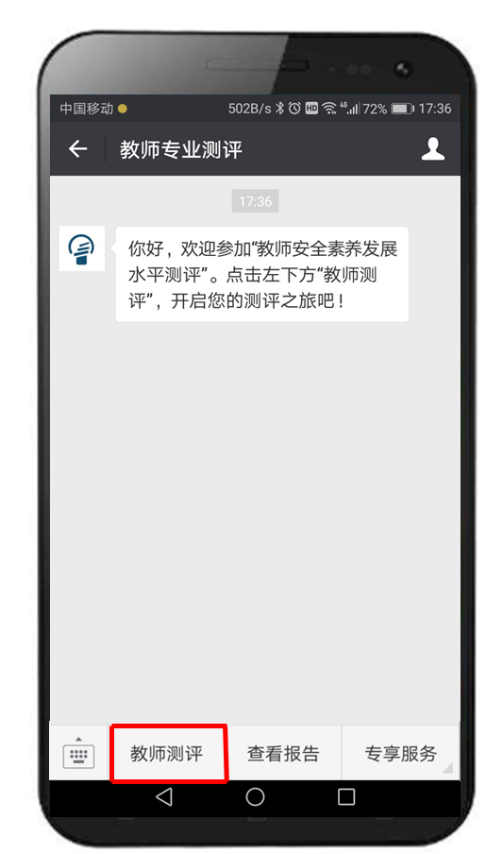 中国移动 502B/s HD 46 72% 17:36
教师专业测评
17:36
你好，欢迎参加“教师安全素养发展
水平测评”。点击左下方“教师测
评”，开启您的测评之旅吧！
教师测评 查看报告 专享服务